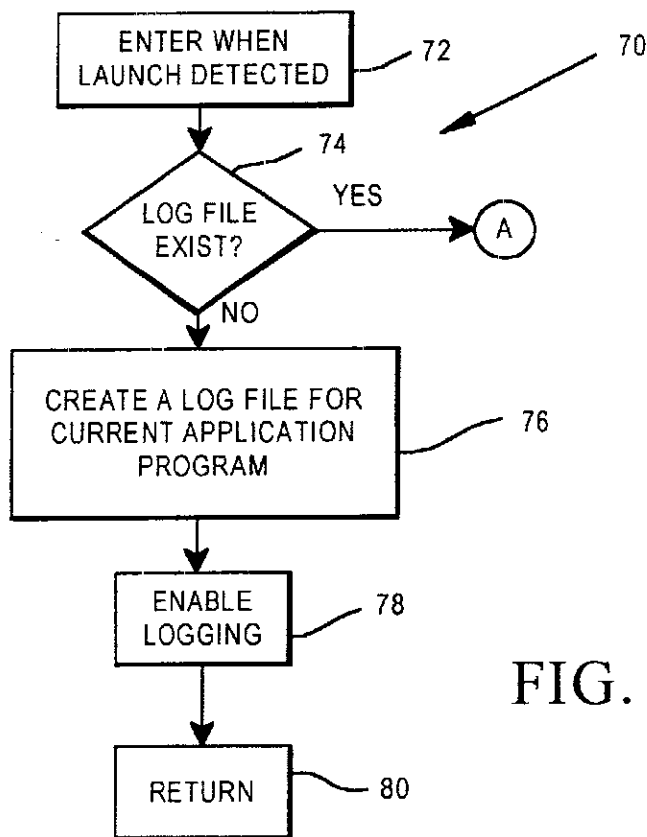 ENTER WHEN
LAUNCH DETECTED
72
70
74
LOG FILE
EXIST?
YES
A
NO
CREATE A LOG FILE FOR
CURRENT APPLICATION
PROGRAM
76
ENABLE
LOGGING
78
FIG.
RETURN
80